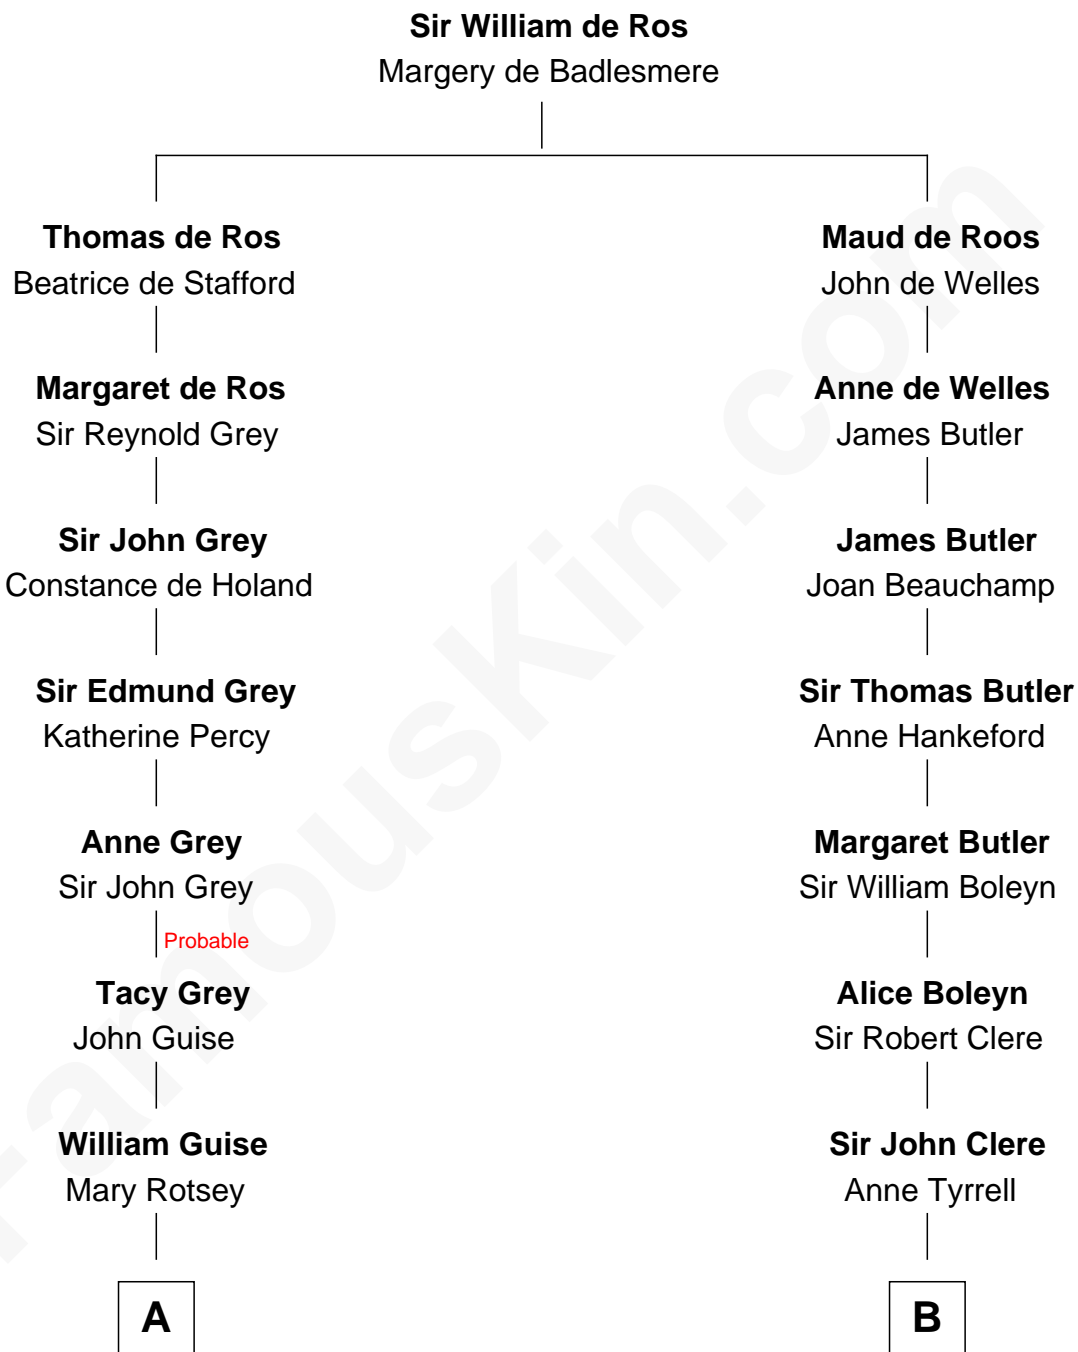 Sir William de Ros
Margery de Badlesmere
Thomas de Ros
Beatrice de Stafford
Margaret de Ros
Sir Reynold Grey
Sir John Grey
Constance de Holand
Sir Edmund Grey
Katherine Percy
Anne Grey
Sir John Grey
Probable
Tacy Grey
John Guise
William Guise
Mary Rotsey
A
Maud de Roos
John de Welles
Anne de Welles
James Butler
James Butler
Joan Beauchamp
Sir Thomas Butler
Anne Hankeford
Margaret Butler
Sir William Boleyn
Alice Boleyn
Sir Robert Clere
Sir John Clere
Anne Tyrrell
B
FamousKin.com